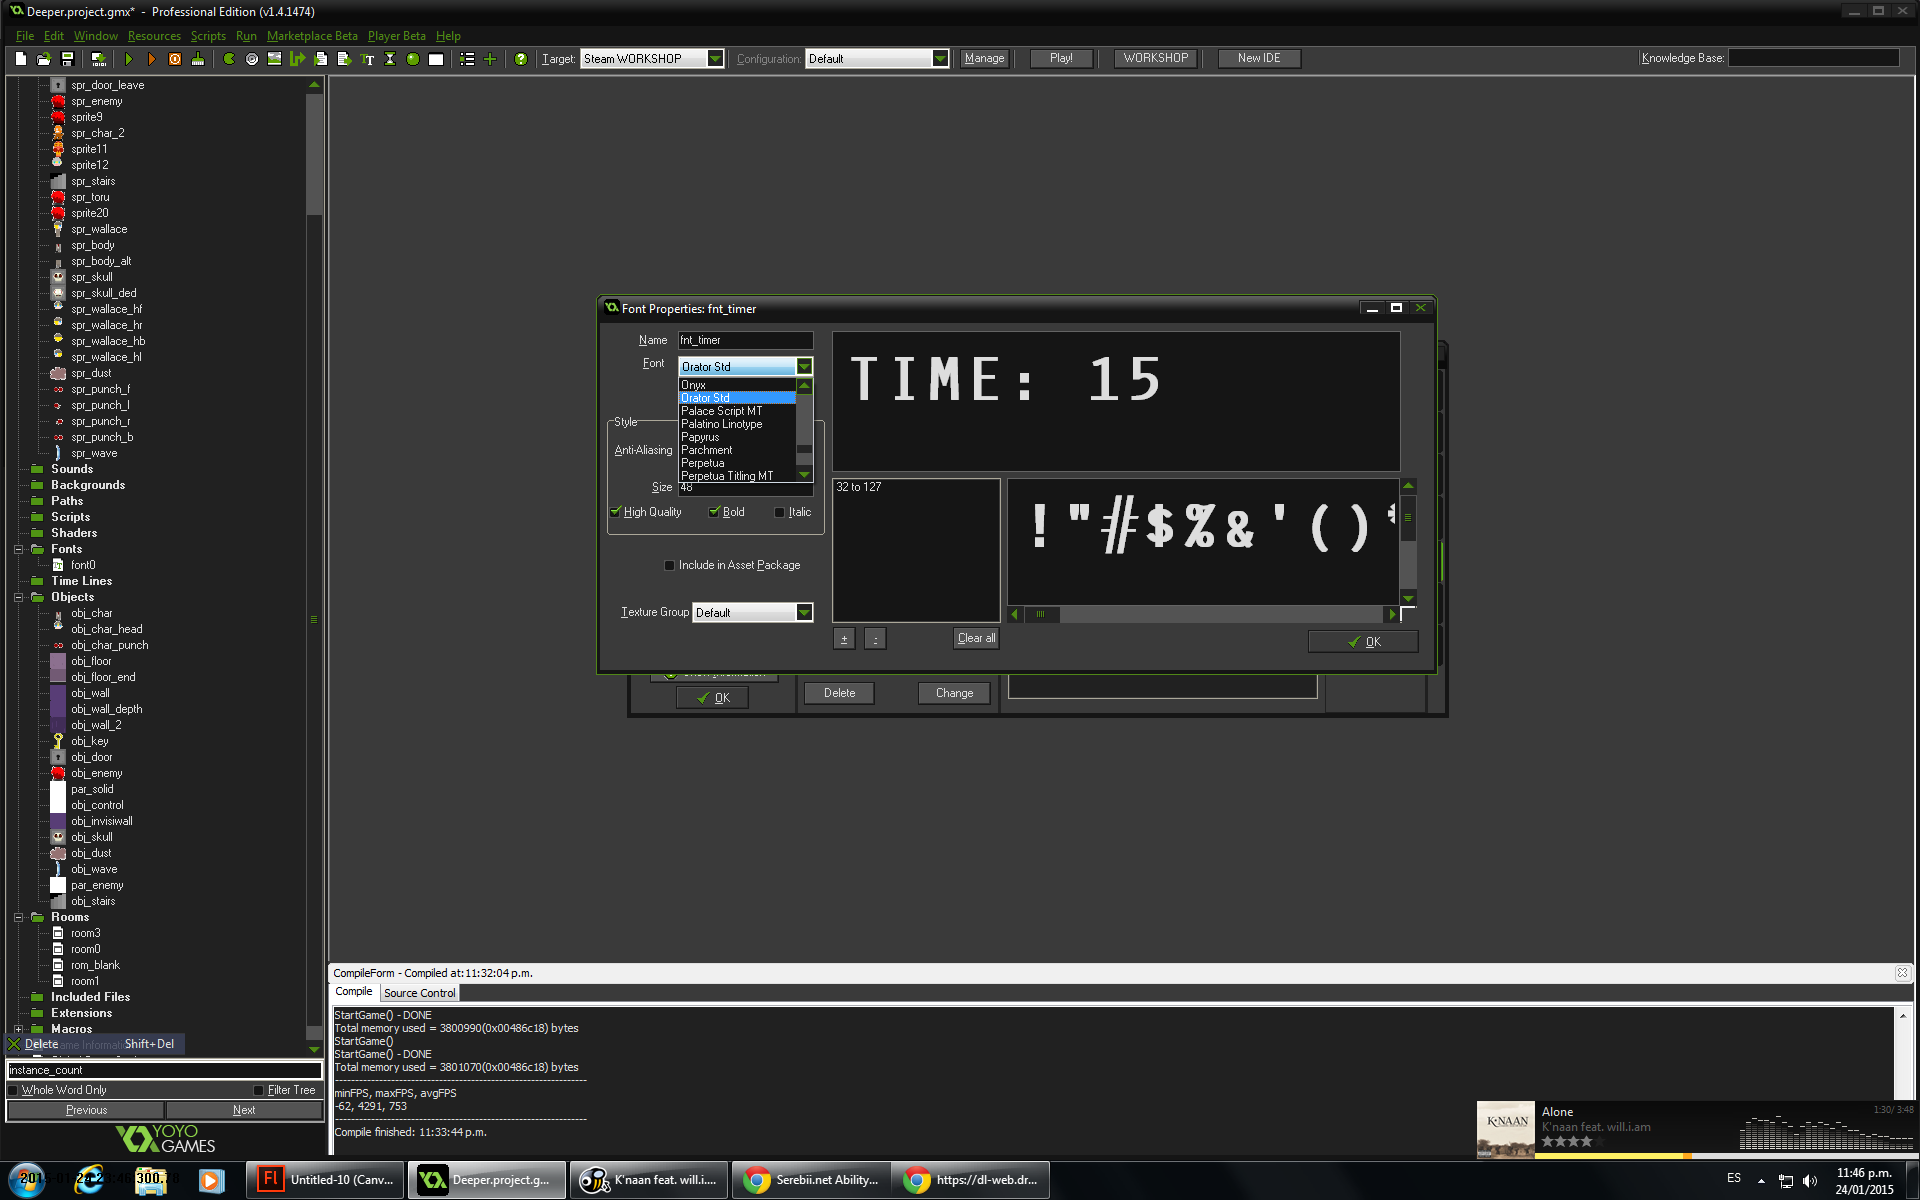 Deeper.project.gmx* - Professional Edition (v1.4.1474)
File Edit Window Resources Scripts Run Marketplace Beta Player Beta Help
Target: Steam WORKSHOP Configuration: Default Manage Play! WORKSHOP New IDE Knowledge Base:
spr_door_leave
spr_enemy
sprite9
spr_char_2
sprite11
sprite12
spr_stairs
spr_toru
sprite20
spr_wallace
spr_body
spr_body_alt
spr_skull
spr_skull_ded
spr_wallace_hf
spr_wallace_hr
spr_wallace_hb
spr_wallace_hl
spr_dust
spr_punch_f
spr_punch_l
spr_punch_r
spr_punch_b
spr_wave
Sounds
Backgrounds
Paths
Scripts
Shaders
Fonts
font0
Time Lines
Objects
obj_char
obj_char_head
obj_char_punch
obj_floor
obj_floor_end
obj_wall
obj_wall_depth
obj_wall_2
obj_key
obj_door
obj_enemy
par_solid
obj_control
obj_invisiwall
obj_skull
obj_dust
obj_wave
par_enemy
obj_stairs
Rooms
room3
room0
rom_blank
room1
Included Files
Extensions
Macros
Delete Shift+Del
instance_count
Whole Word Only Filter Tree
Previous Next
YOYO
GAMES
Font Properties: fnt_timer
Name fnt_timer
Font Orator Std
Onyx
Orator Std
Palace Script MT
Palatino Linotype
Papyrus
Parchment
Perpetua
Perpetua Titling MT
Style
Anti-Aliasing
Size 48
High Quality Bold Italic
Include in Asset Package
Texture Group Default
TIME: 15
32 to 127
!"#$%&'()*
+ - Clear all
OK
OK Delete Change
CompileForm - Compiled at: 11:32:04 p.m.
Compile Source Control
StartGame() - DONE
Total memory used = 3800990(0x00486c18) bytes
StartGame()
StartGame() - DONE
Total memory used = 3801070(0x00486c18) bytes
minFPS, maxFPS, avgFPS
-62, 4291, 753
Compile finished: 11:33:44 p.m.
K'NAAN
Alone
1:30/ 3:48
K'naan feat. will.i.am
Untitled-10 (Canv...
Deeper.project.g...
K'naan feat. will.i....
Serebii.net Ability...
https://dl-web.dr...
ES
11:46 p.m.
24/01/2015